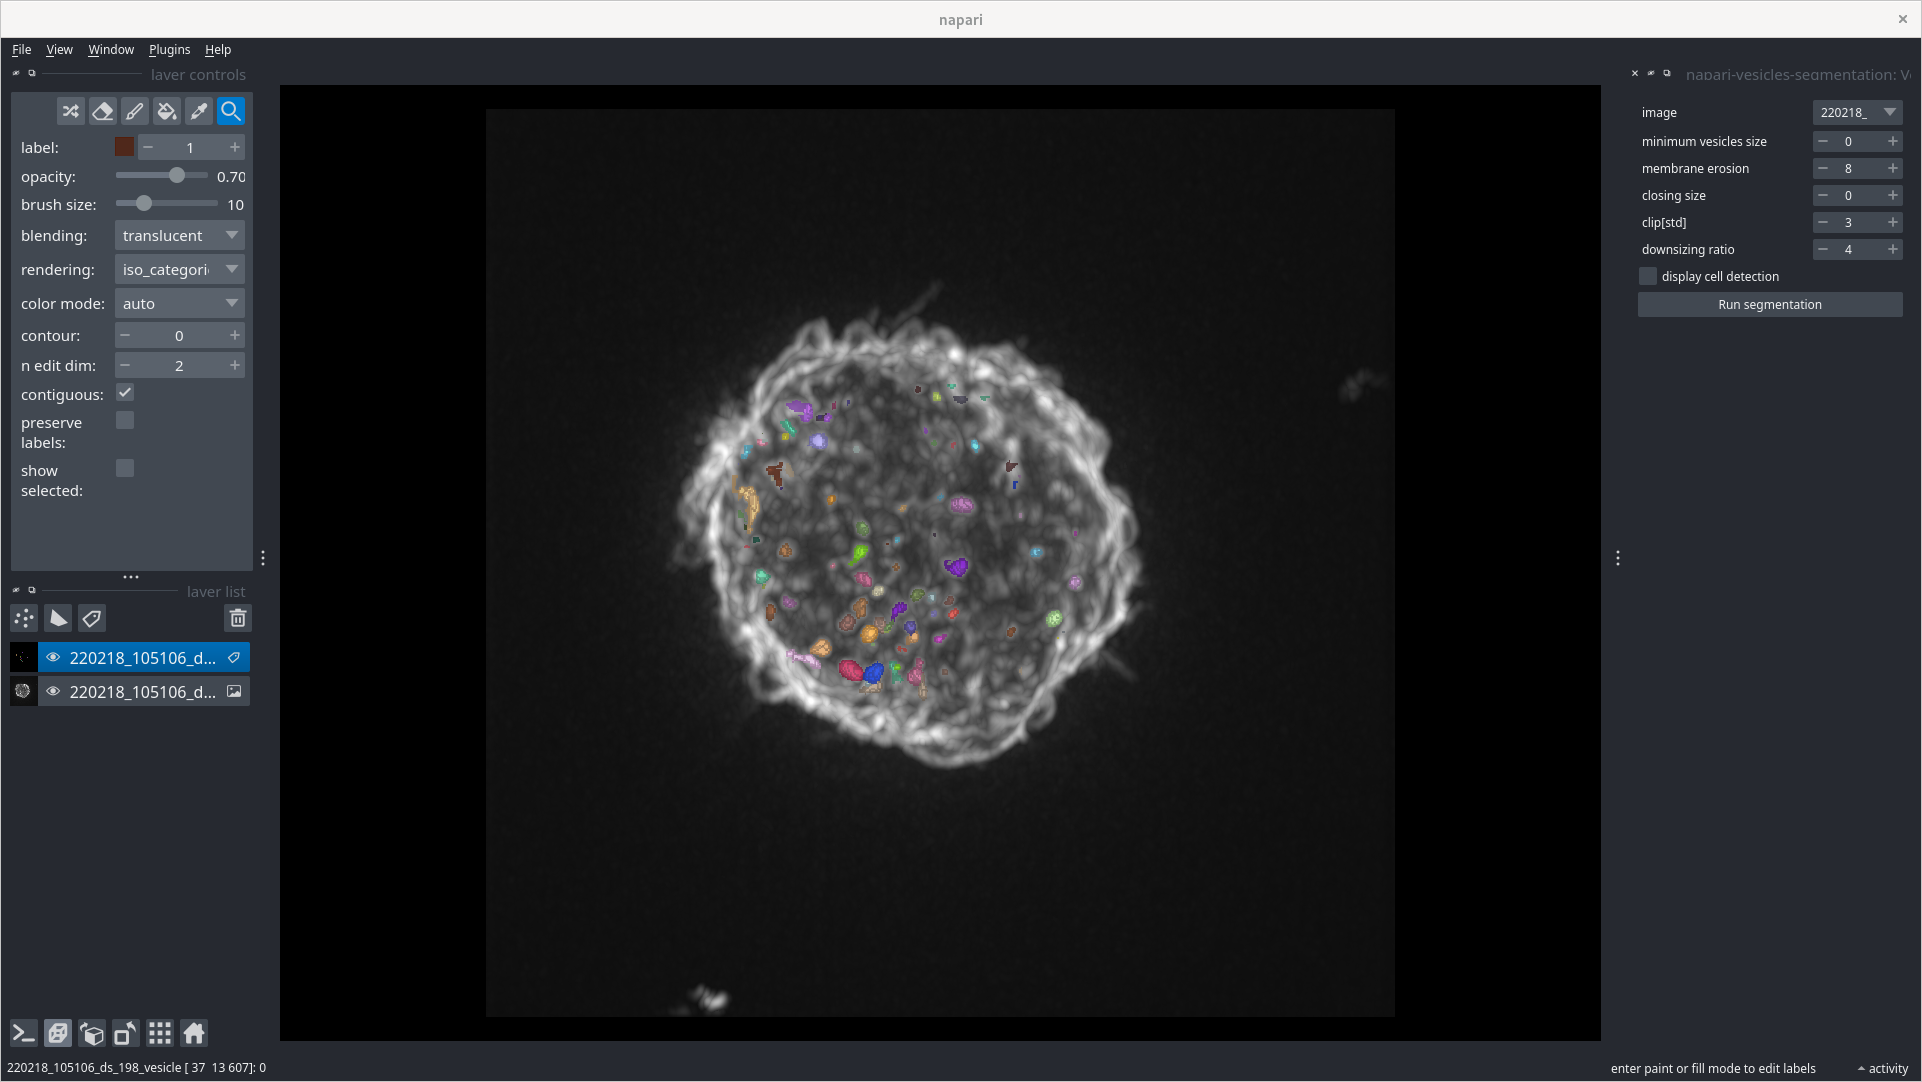 napari
File View Window Plugins Help
layer controls
label: 1
opacity: 0.70
brush size: 10
blending: translucent
rendering: iso_categori
color mode: auto
contour: 0
n edit dim: 2
contiguous:
preserve
labels:
show
selected:
layer list
220218_105106_d...
220218_105106_d...
napari-vesicles-segmentation: V
image 220218_
minimum vesicles size 0
membrane erosion 8
closing size 0
clip[std] 3
downsizing ratio 4
display cell detection
Run segmentation
220218_105106_ds_198_vesicle [ 37 13 607]: 0
enter paint or fill mode to edit labels
activity